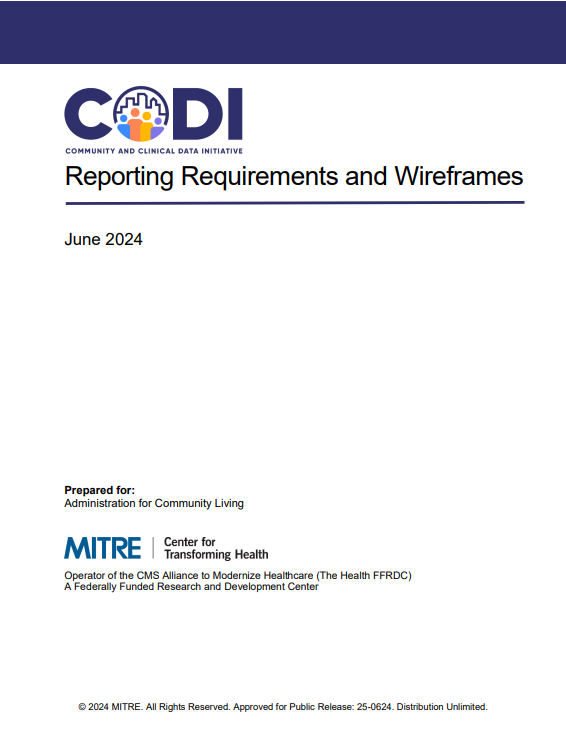 CODI
COMMUNITY AND CLINICAL DATA INITIATIVE
Reporting Requirements and Wireframes
June 2024
Prepared for:
Administration for Community Living
MITRE | Center for
Transforming Health
Operator of the CMS Alliance to Modernize Healthcare (The Health FFRDC)
A Federally Funded Research and Development Center
© 2024 MITRE. All Rights Reserved. Approved for Public Release: 25-0624. Distribution Unlimited.